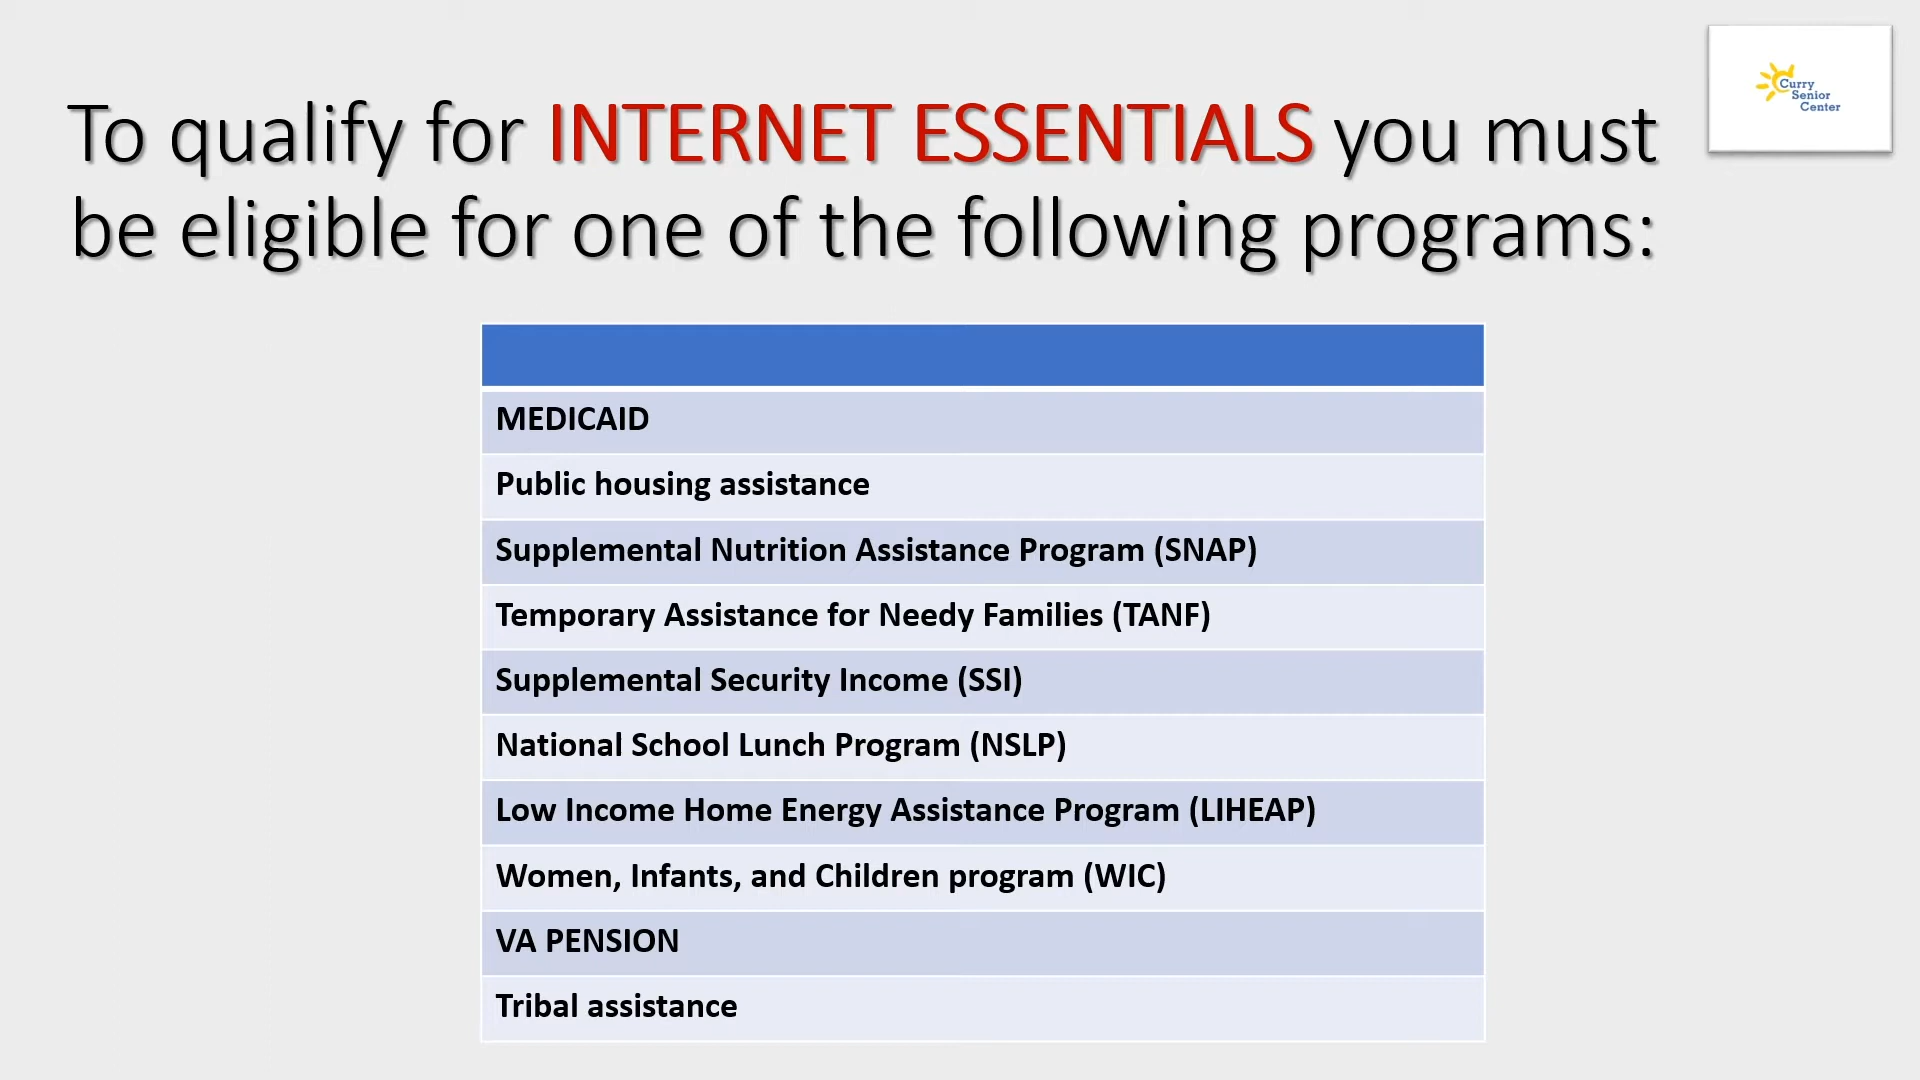 Curry
Senior
Center
To qualify for INTERNET ESSENTIALS you must
be eligible for one of the following programs:
MEDICAID
Public housing assistance
Supplemental Nutrition Assistance Program (SNAP)
Temporary Assistance for Needy Families (TANF)
Supplemental Security Income (SSI)
National School Lunch Program (NSLP)
Low Income Home Energy Assistance Program (LIHEAP)
Women, Infants, and Children program (WIC)
VA PENSION
Tribal assistance